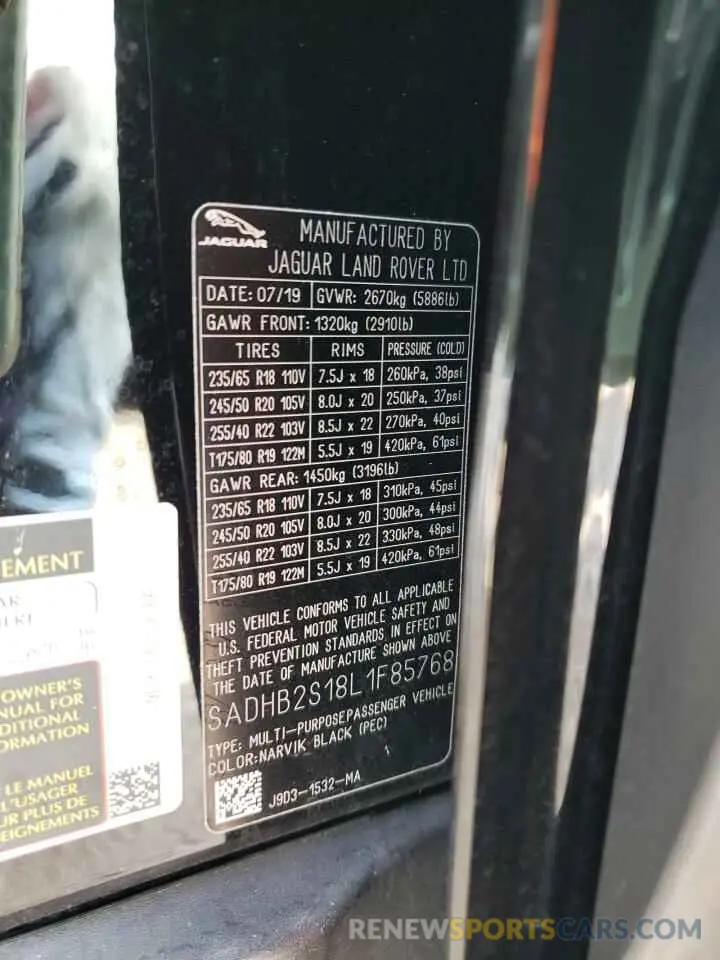 JAGUAR
MANUFACTURED BY
JAGUAR LAND ROVER LTD
DATE: 07/19 GVWR: 2670kg (5886lb)
GAWR FRONT: 1320kg (2910lb)
TIRES RIMS PRESSURE (COLD)
235/65 R18 110V 7.5J x 18 260kPa, 38psi
245/50 R20 105V 8.0J x 20 250kPa, 37psi
255/40 R22 103V 8.5J x 22 270kPa, 40psi
T175/80 R19 122M 5.5J x 19 420kPa, 61psi
GAWR REAR: 1450kg (3196lb)
235/65 R18 110V 7.5J x 18 310kPa, 45psi
245/50 R20 105V 8.0J x 20 300kPa, 44psi
255/40 R22 103V 8.5J x 22 330kPa, 48psi
T175/80 R19 122M 5.5J x 19 420kPa, 61psi
THIS VEHICLE CONFORMS TO ALL APPLICABLE
U.S. FEDERAL MOTOR VEHICLE SAFETY AND
THEFT PREVENTION STANDARDS IN EFFECT ON
THE DATE OF MANUFACTURE SHOWN ABOVE
SADHB2S18L1F85768
TYPE: MULTI-PURPOSEPASSENGER VEHICLE
COLOR:NARVIK BLACK (PEC)
J9D3-1532-MA
EMENT
OWNER'S
NUAL FOR
DITIONAL
ORMATION
LE MANUEL
L'USAGER
UR PLUS DE
EIGNEMENTS
RENEWSPORTSCARS.COM